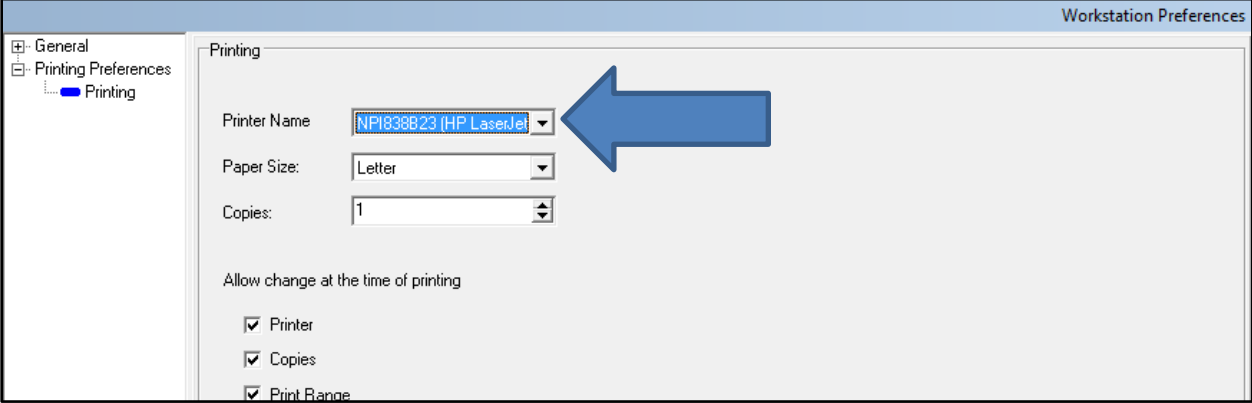 Workstation Preferences
General
Printing Preferences
Printing
Printing
Printer Name
NPI838B23 (HP LaserJet
Paper Size:
Letter
Copies:
1
Allow change at the time of printing
Printer
Copies
Print Range